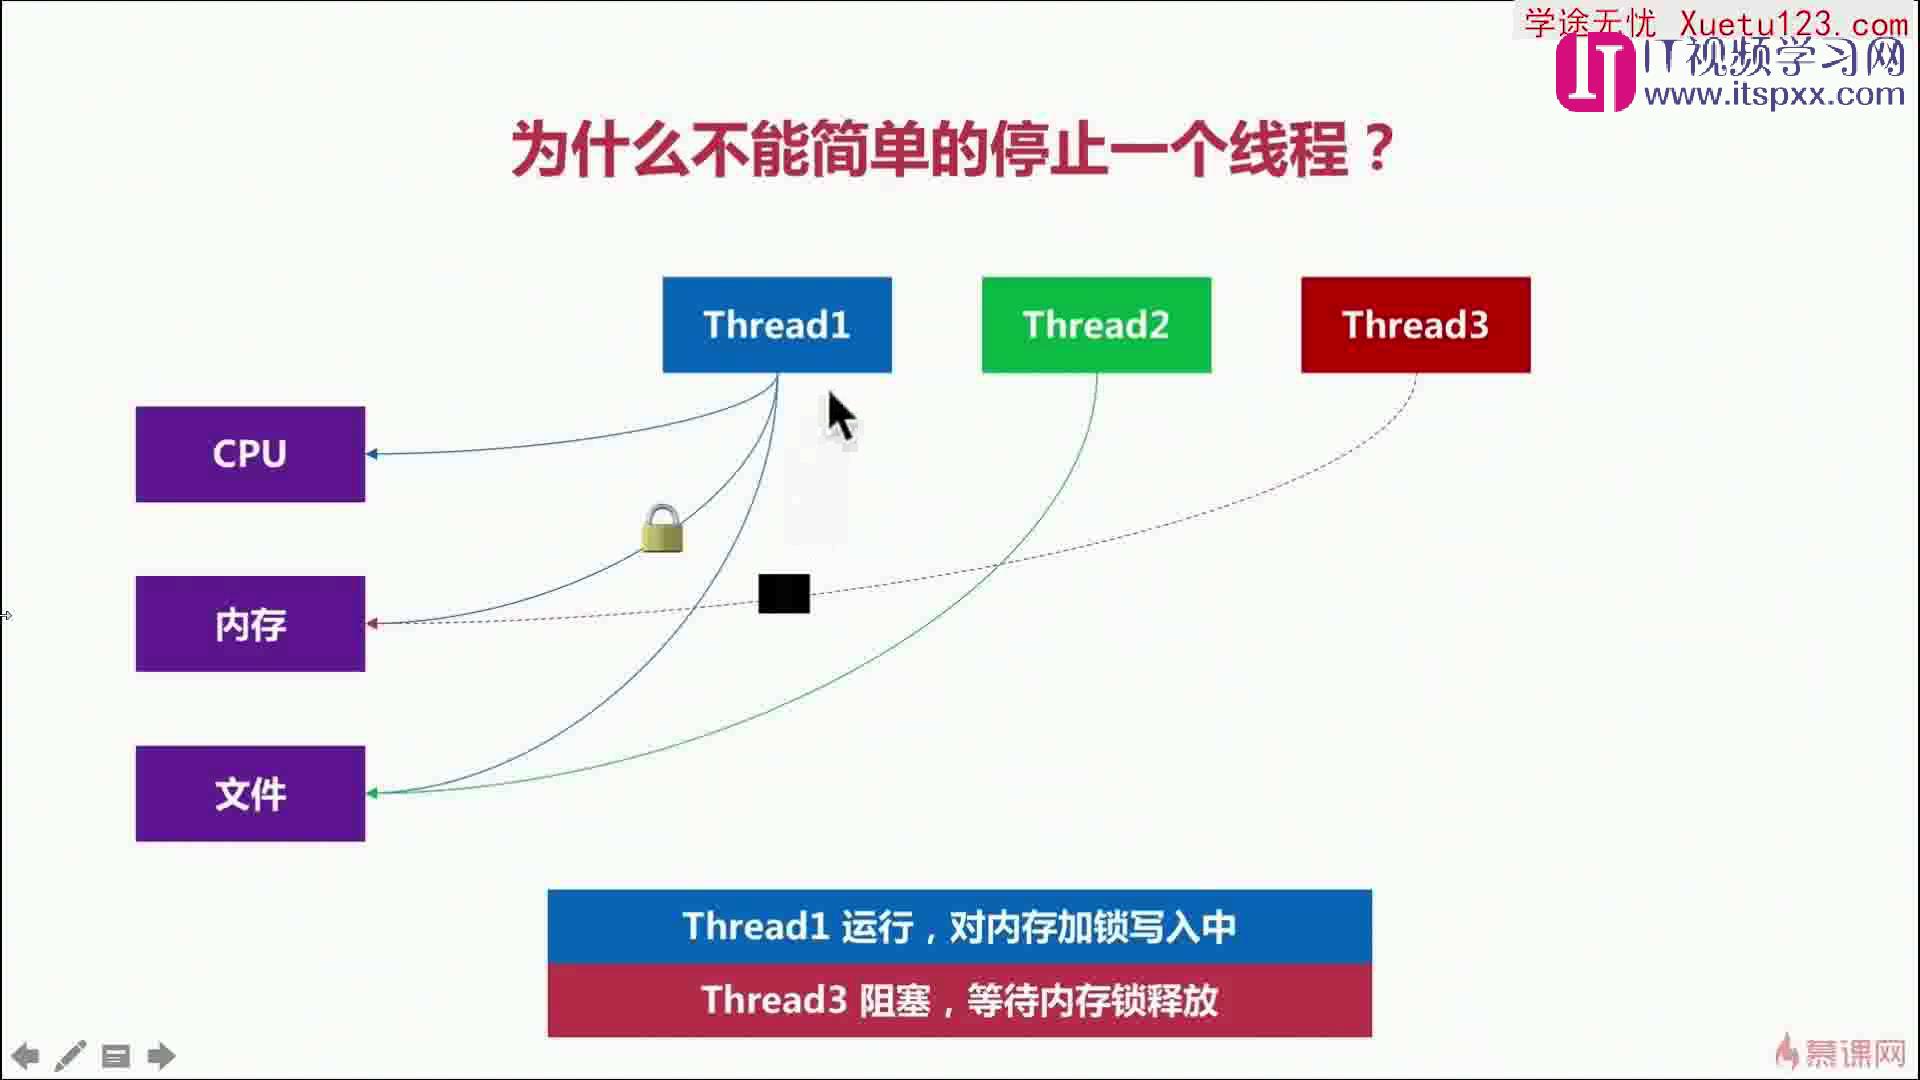 学途无忧 Xuetu123.com
IT视频学习网
www.itspxx.com
为什么不能简单的停止一个线程？
Thread1
Thread2
Thread3
CPU
内存
文件
Thread1 运行，对内存加锁写入中
Thread3 阻塞，等待内存锁释放
慕课网